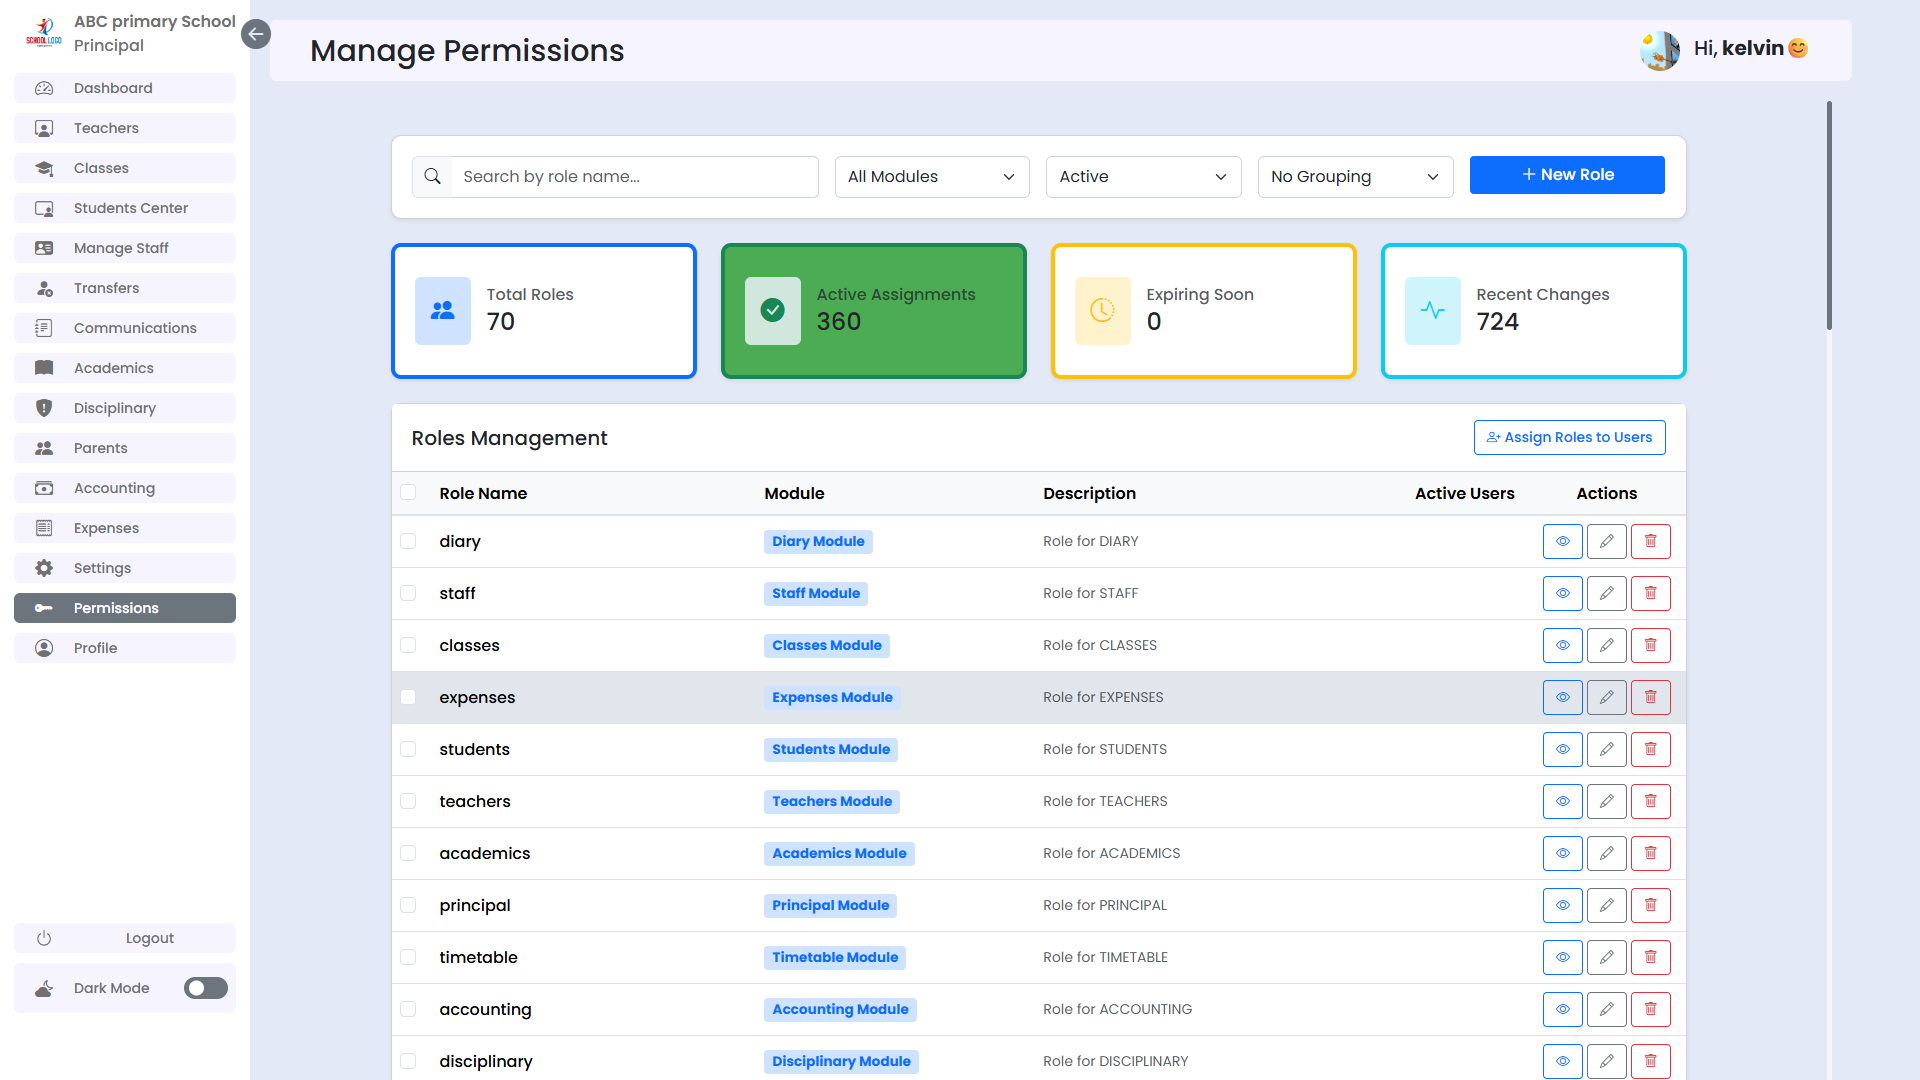 ABC primary School
Principal
SCHOOL LOGO
Dashboard
Teachers
Classes
Students Center
Manage Staff
Transfers
Communications
Academics
Disciplinary
Parents
Accounting
Expenses
Settings
Permissions
Profile
Logout
Dark Mode
Manage Permissions
Hi, kelvin😊
Search by role name...
All Modules
Active
No Grouping
+ New Role
Total Roles
70
Active Assignments
360
Expiring Soon
0
Recent Changes
724
Roles Management
Assign Roles to Users
Role Name Module Description Active Users Actions
diary Diary Module Role for DIARY
staff Staff Module Role for STAFF
classes Classes Module Role for CLASSES
expenses Expenses Module Role for EXPENSES
students Students Module Role for STUDENTS
teachers Teachers Module Role for TEACHERS
academics Academics Module Role for ACADEMICS
principal Principal Module Role for PRINCIPAL
timetable Timetable Module Role for TIMETABLE
accounting Accounting Module Role for ACCOUNTING
disciplinary Disciplinary Module Role for DISCIPLINARY